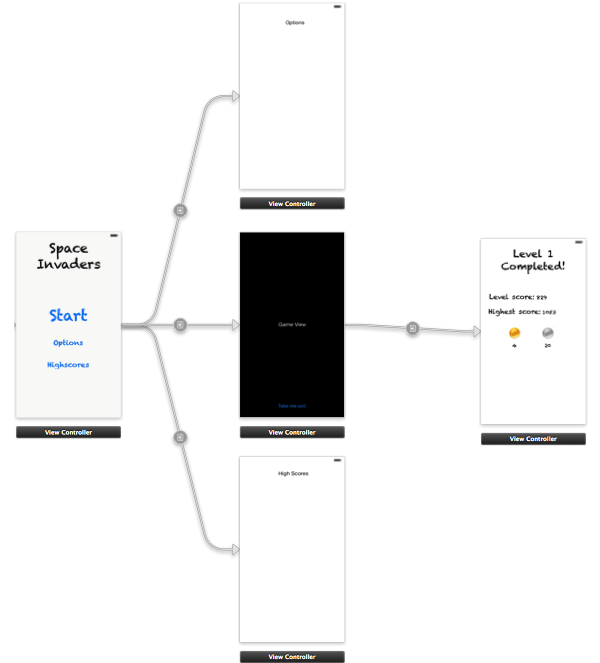 Options
View Controller
Space
Invaders
Start
Options
Highscores
View Controller
Game View
Take me out!
View Controller
Level 1
Completed!
Level score: 829
Highest score: 1083
4 20
View Controller
High Scores
View Controller